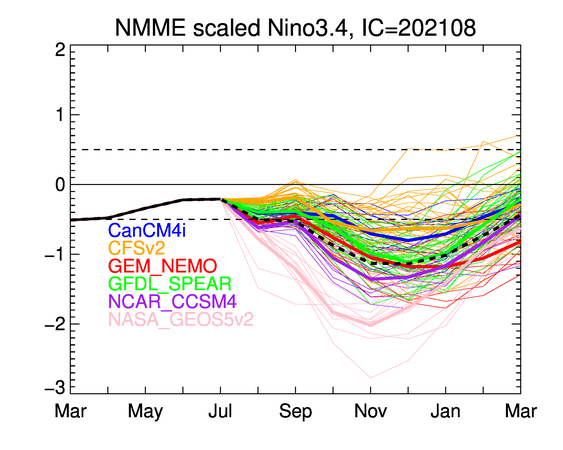 NMME scaled Nino3.4, IC=202108
2
1
0
−1
−2
−3
CanCM4i
CFSv2
GEM_NEMO
GFDL_SPEAR
NCAR_CCSM4
NASA_GEOS5v2
Mar May Jul Sep Nov Jan Mar